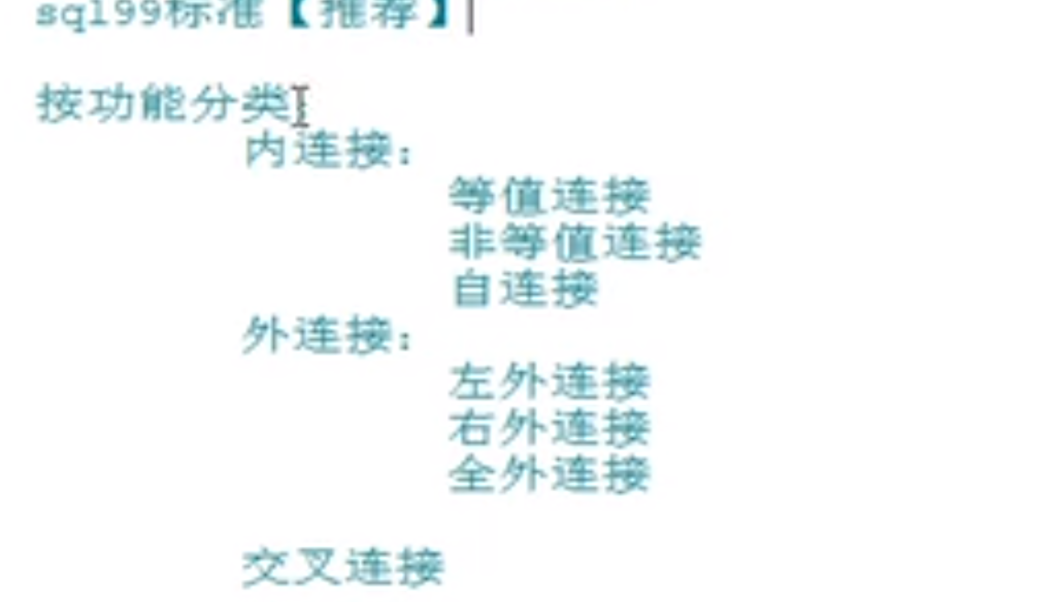 sql99标准【推荐】
按功能分类
内连接：
等值连接
非等值连接
自连接
外连接：
左外连接
右外连接
全外连接
交叉连接